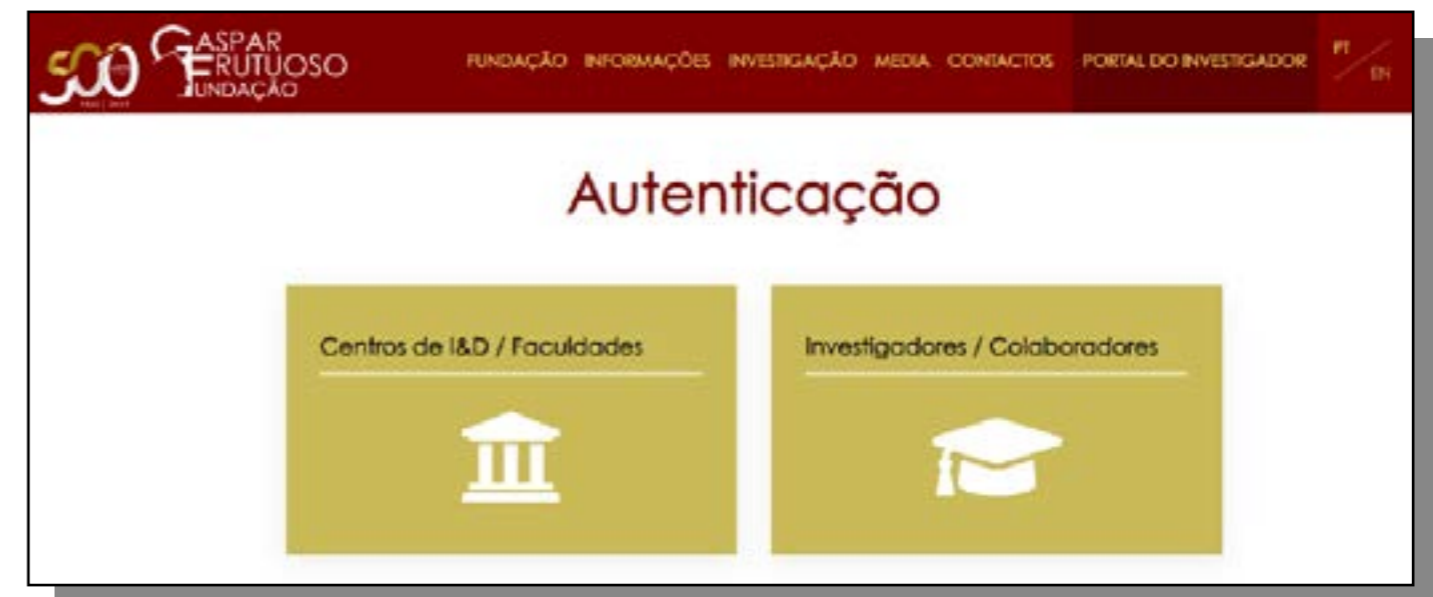 500
GASPAR
FRUTUOSO
FUNDAÇÃO
FUNDAÇÃO INFORMAÇÕES INVESTIGAÇÃO MEDIA CONTACTOS PORTAL DO INVESTIGADOR PT / EN
Autenticação
Centros de I&D / Faculdades
Investigadores / Colaboradores